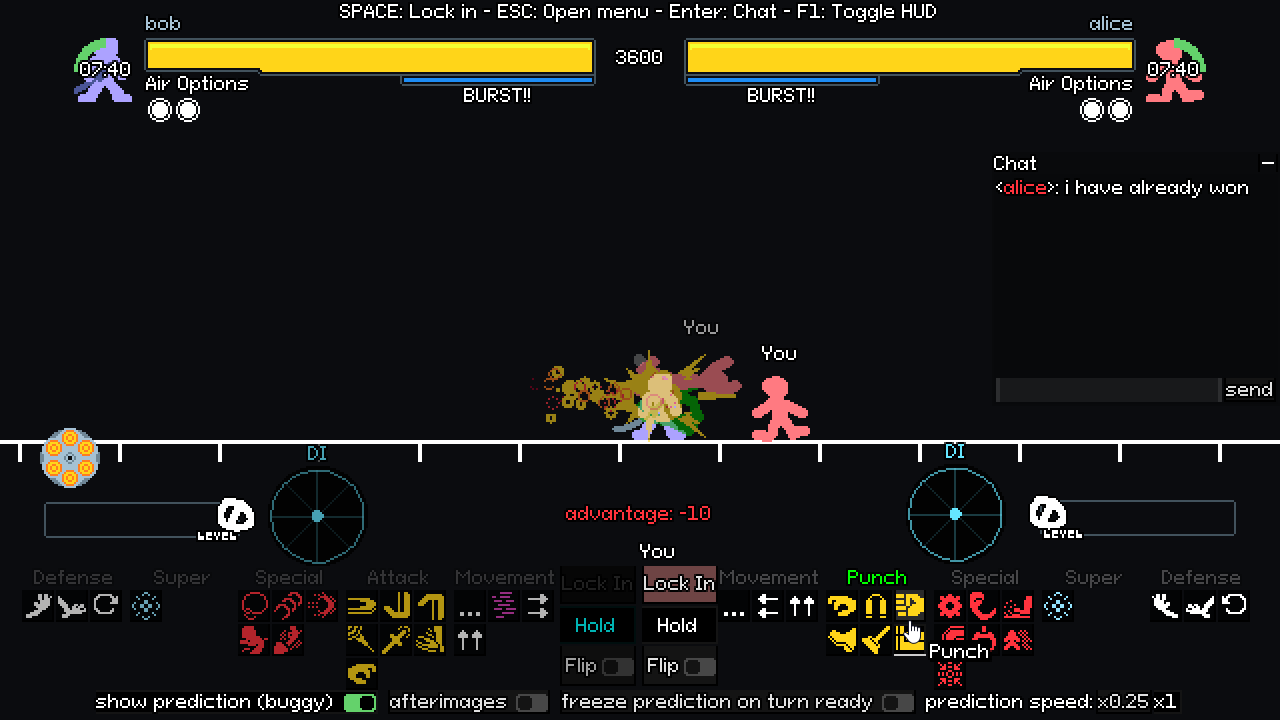 SPACE: Lock in - ESC: Open menu - Enter: Chat - F1: Toggle HUD
bob
alice
07:40
3600
07:40
Air Options
BURST!!
BURST!!
Air Options
Chat
<alice>: i have already won
You
You
send
DI
DI
advantage: -10
LEVEL
LEVEL
You
Defense
Super
Special
Attack
Movement
Lock In
Lock In
Movement
Punch
Special
Super
Defense
...
...
Hold
Hold
Punch
Flip
Flip
show prediction (buggy)
afterimages
freeze prediction on turn ready
prediction speed: x0.25 x1